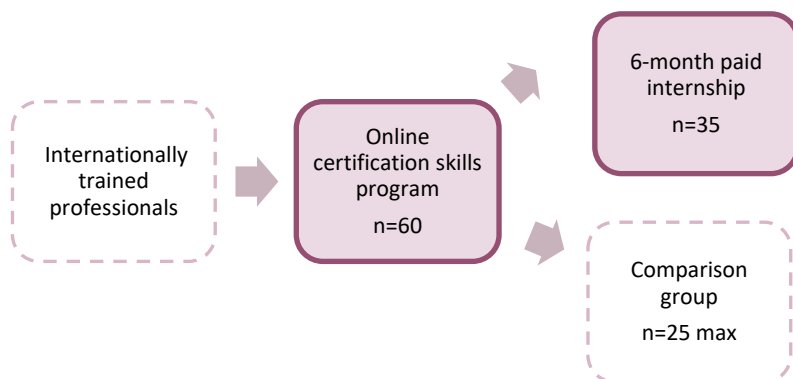 Internationally
trained
professionals
Online
certification skills
program
n=60
6-month paid
internship
n=35
Comparison
group
n=25 max